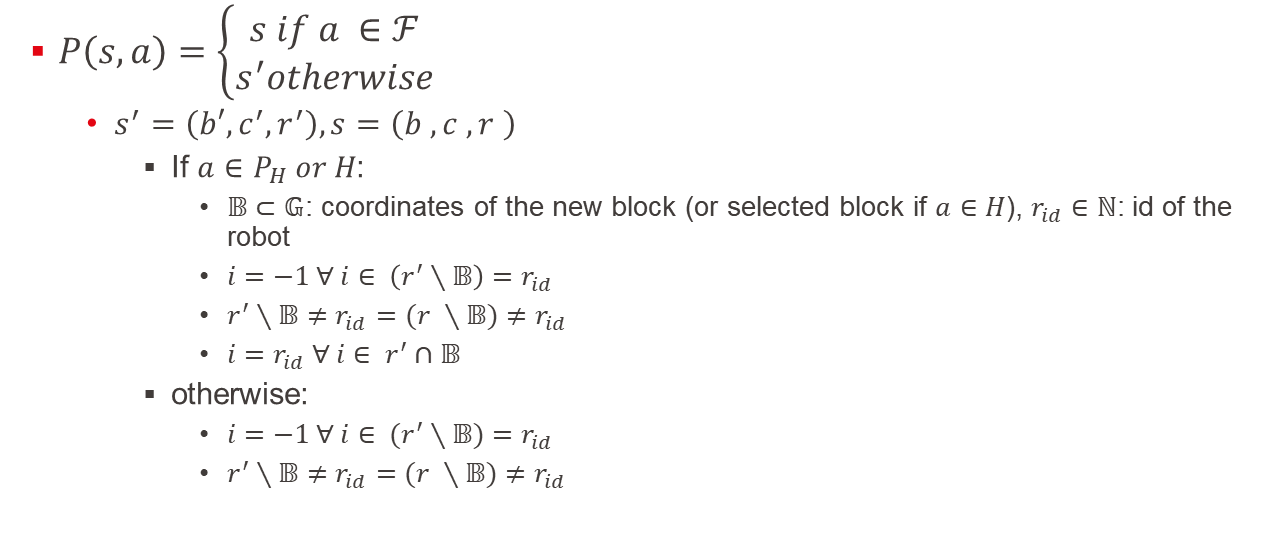 ▪ P(s, a) = { s if a ∈ ℱ
s′otherwise
• s′ = (b′, c′, r′), s = (b , c , r )
▪ If a ∈ P_H or H:
• 𝔹 ⊂ 𝔾: coordinates of the new block (or selected block if a ∈ H), r_id ∈ ℕ: id of the
robot
• i = −1 ∀ i ∈ (r′ ∖ 𝔹) = r_id
• r′ ∖ 𝔹 ≠ r_id = (r ∖ 𝔹) ≠ r_id
• i = r_id ∀ i ∈ r′ ∩ 𝔹
▪ otherwise:
• i = −1 ∀ i ∈ (r′ ∖ 𝔹) = r_id
• r′ ∖ 𝔹 ≠ r_id = (r ∖ 𝔹) ≠ r_id